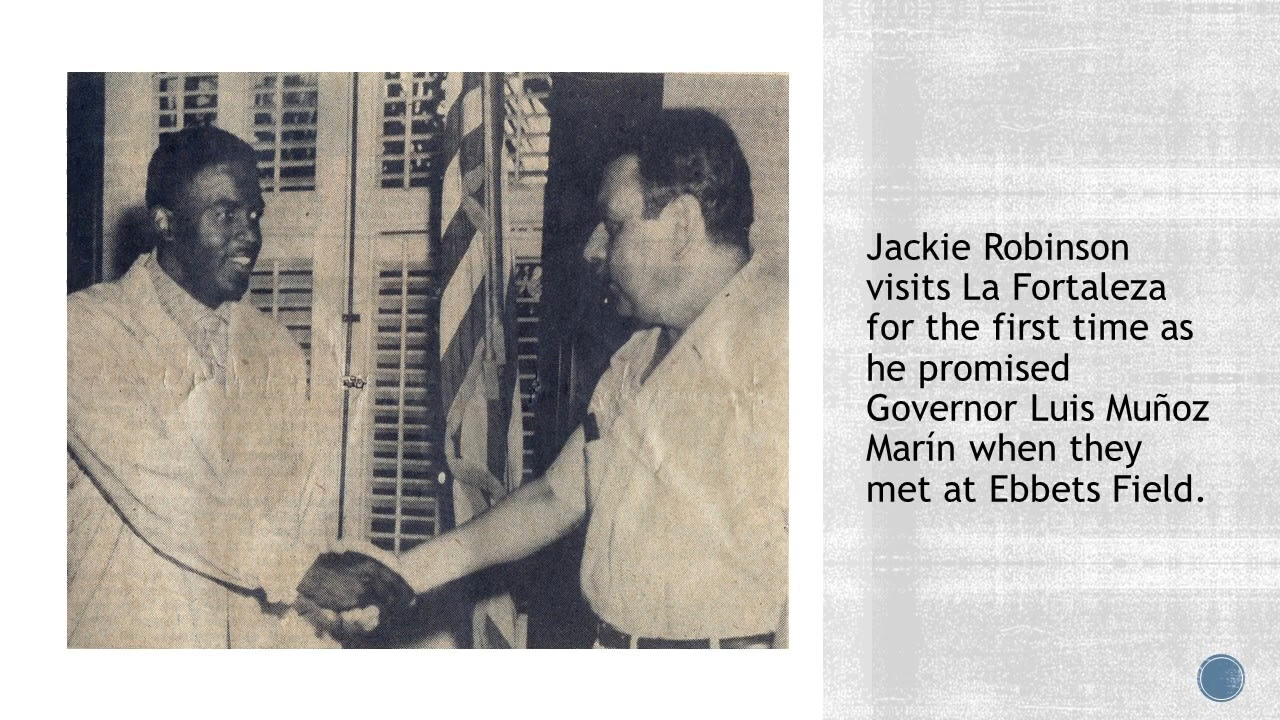 Jackie Robinson
visits La Fortaleza
for the first time as
he promised
Governor Luis Muñoz
Marín when they
met at Ebbets Field.